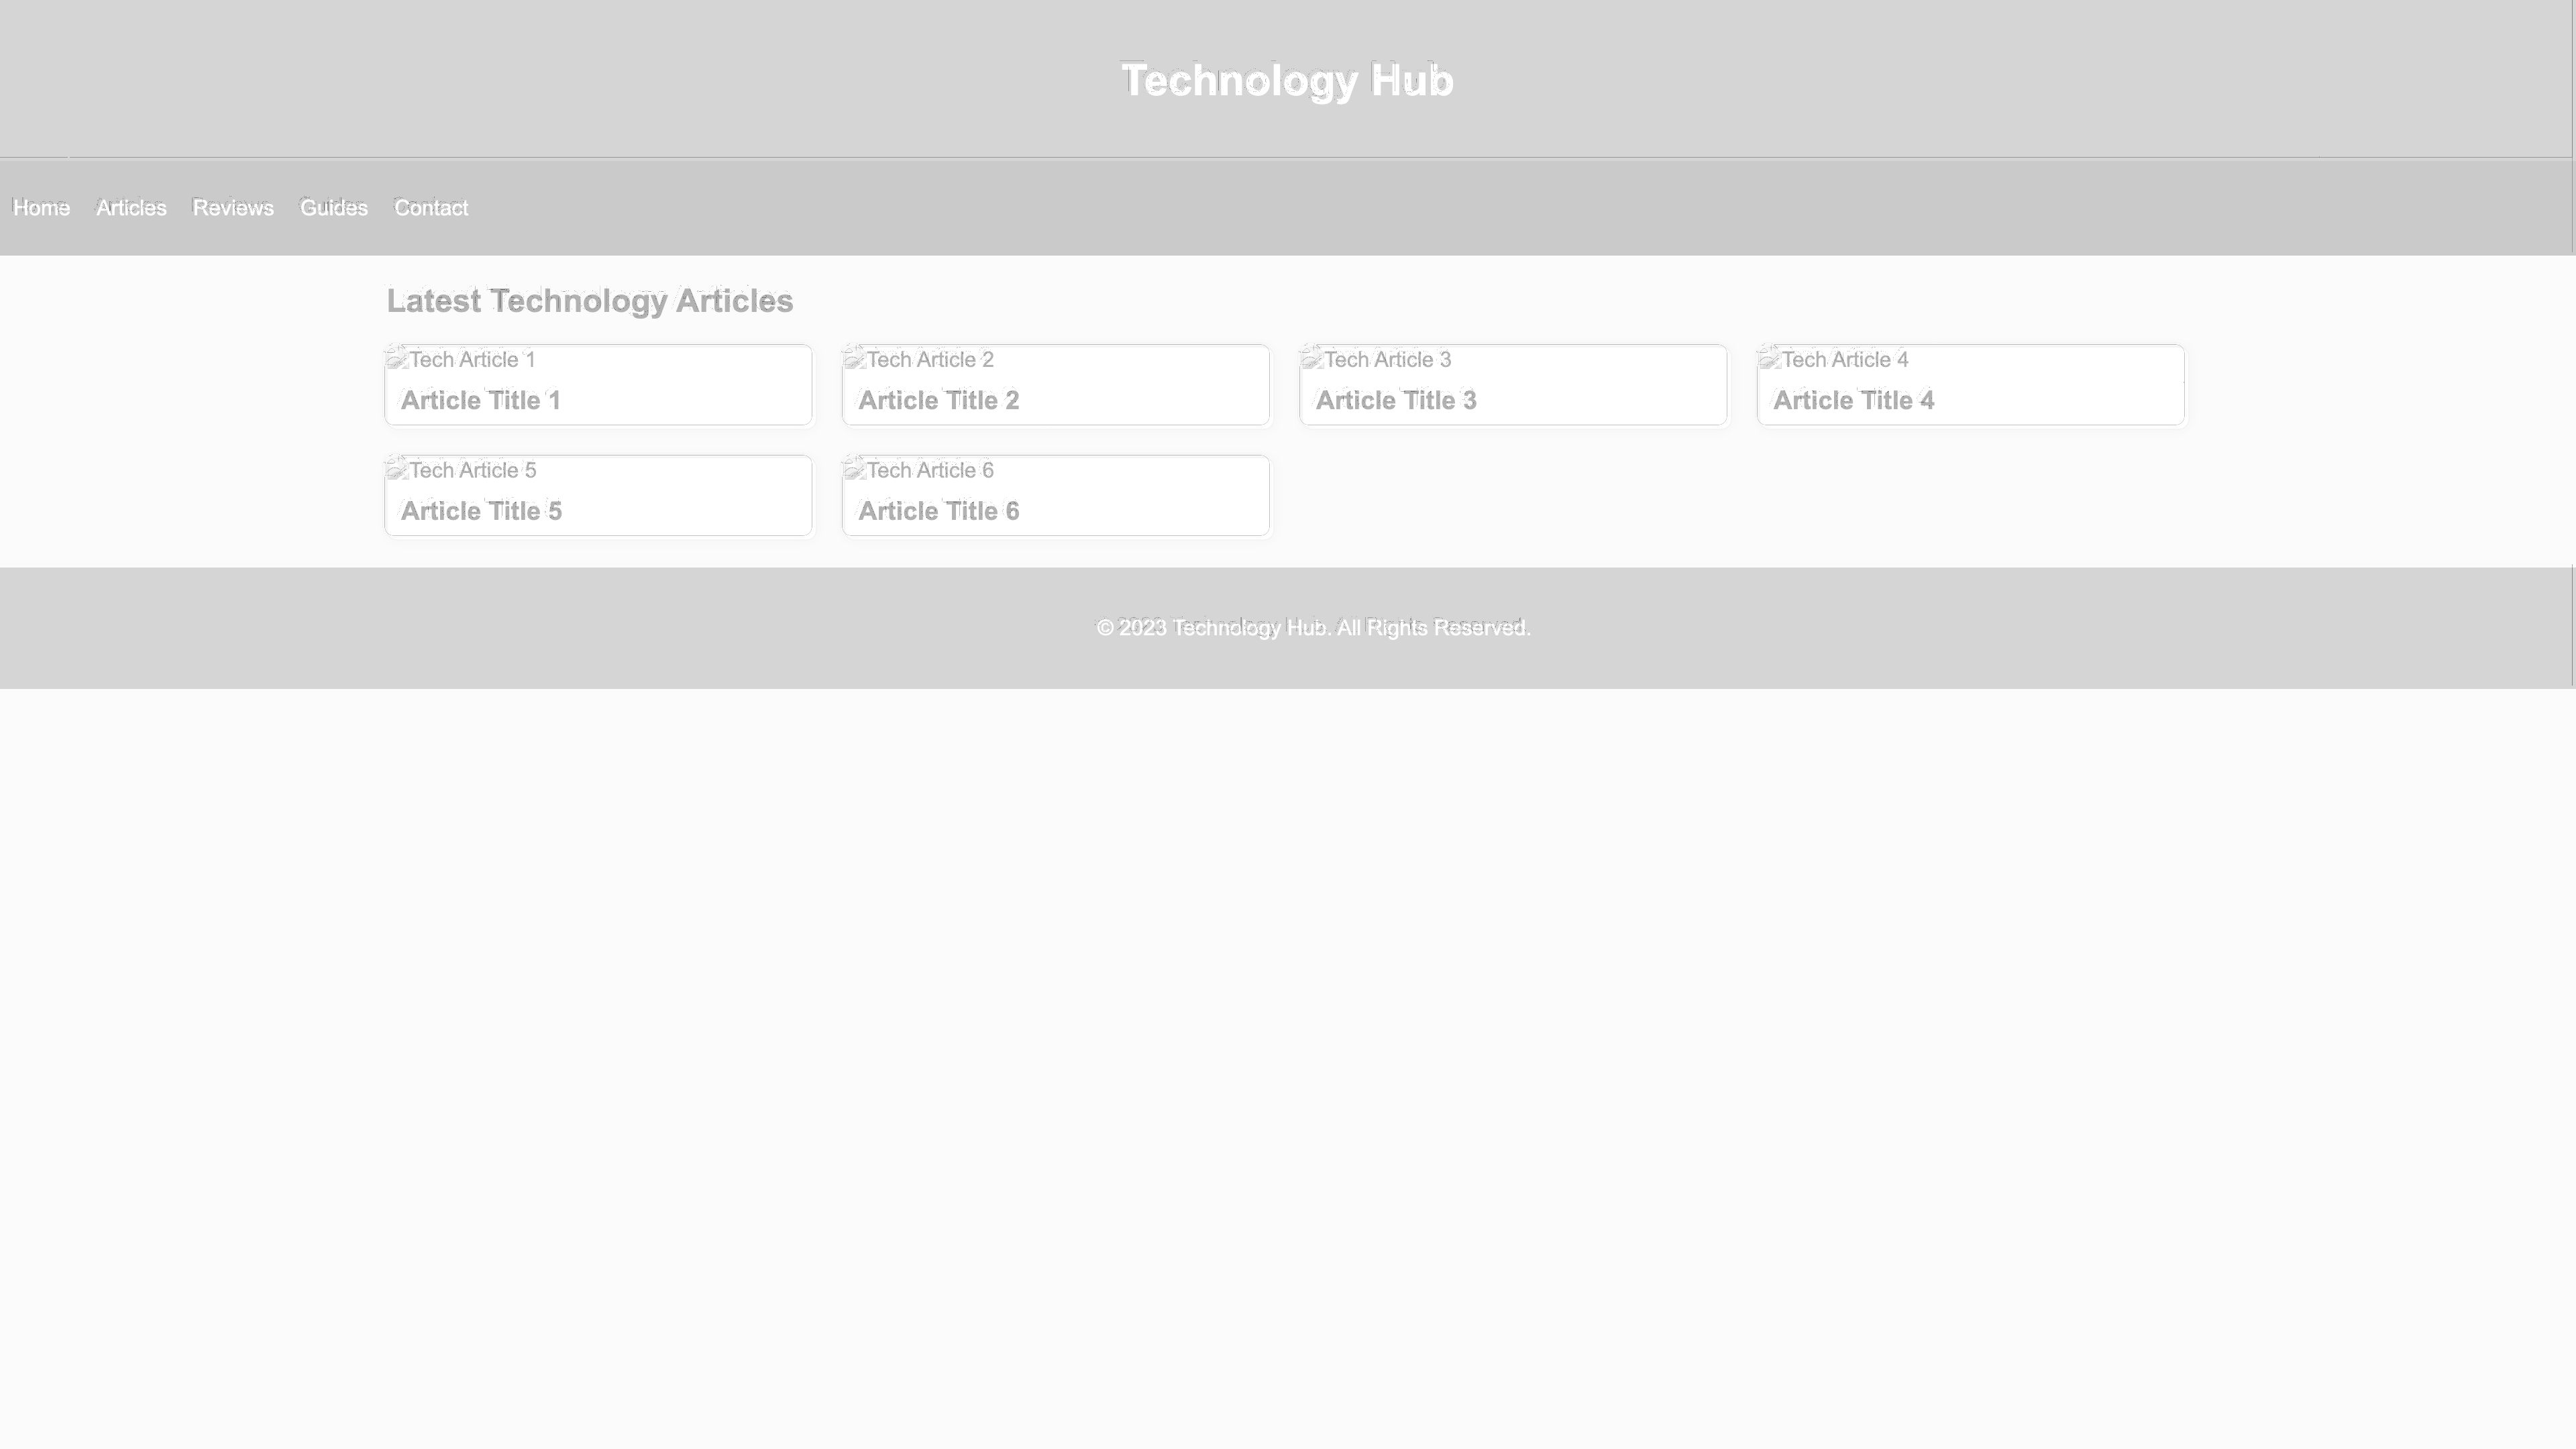 Technology Hub
Home Articles Reviews Guides Contact
Latest Technology Articles
Tech Article 1
Article Title 1
Tech Article 2
Article Title 2
Tech Article 3
Article Title 3
Tech Article 4
Article Title 4
Tech Article 5
Article Title 5
Tech Article 6
Article Title 6
© 2023 Technology Hub. All Rights Reserved.